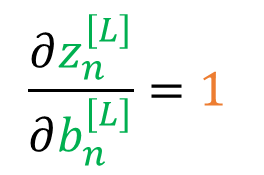 ∂z_n^{[L]} / ∂b_n^{[L]} = 1